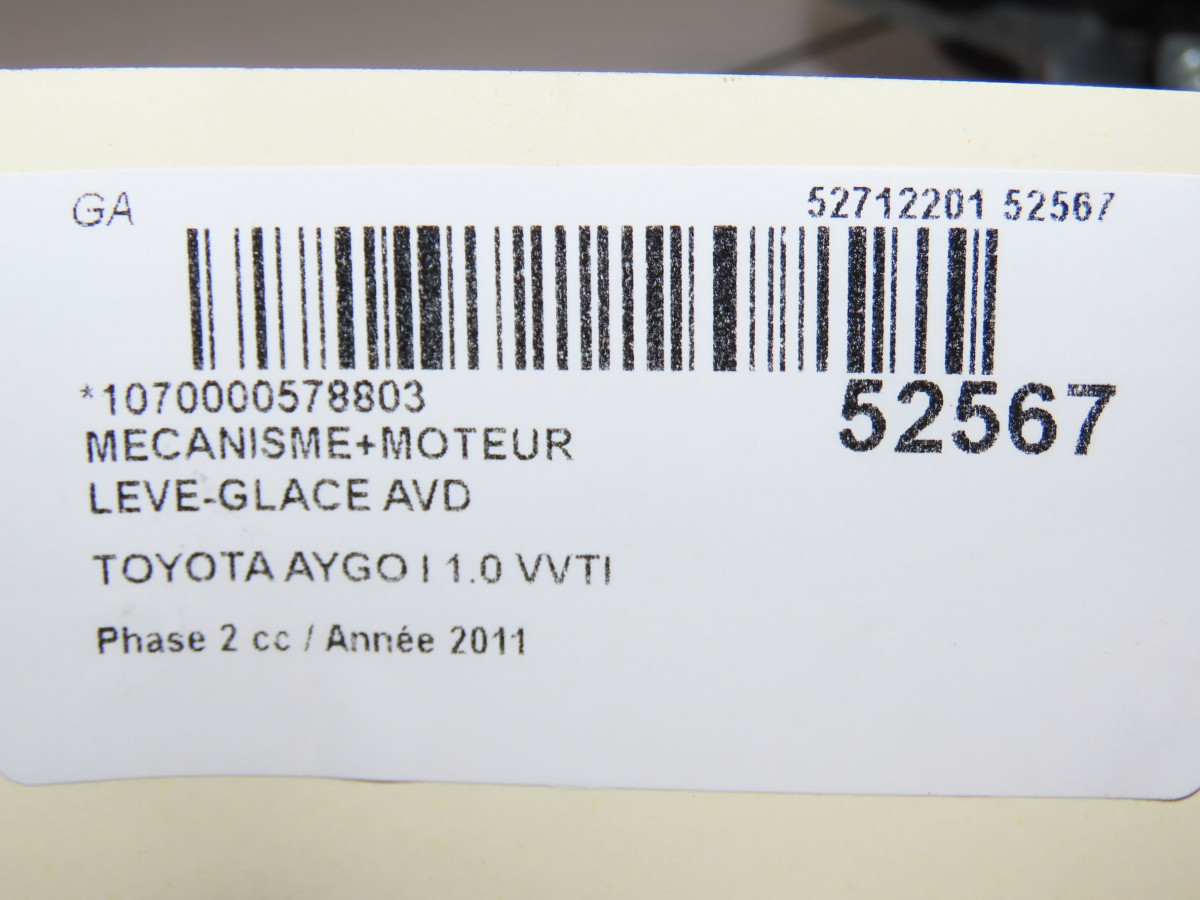 GA 52712201 52567
*1070000578803 52567
MECANISME+MOTEUR
LEVE-GLACE AVD
TOYOTA AYGO I 1.0 VVTI
Phase 2 cc / Année 2011